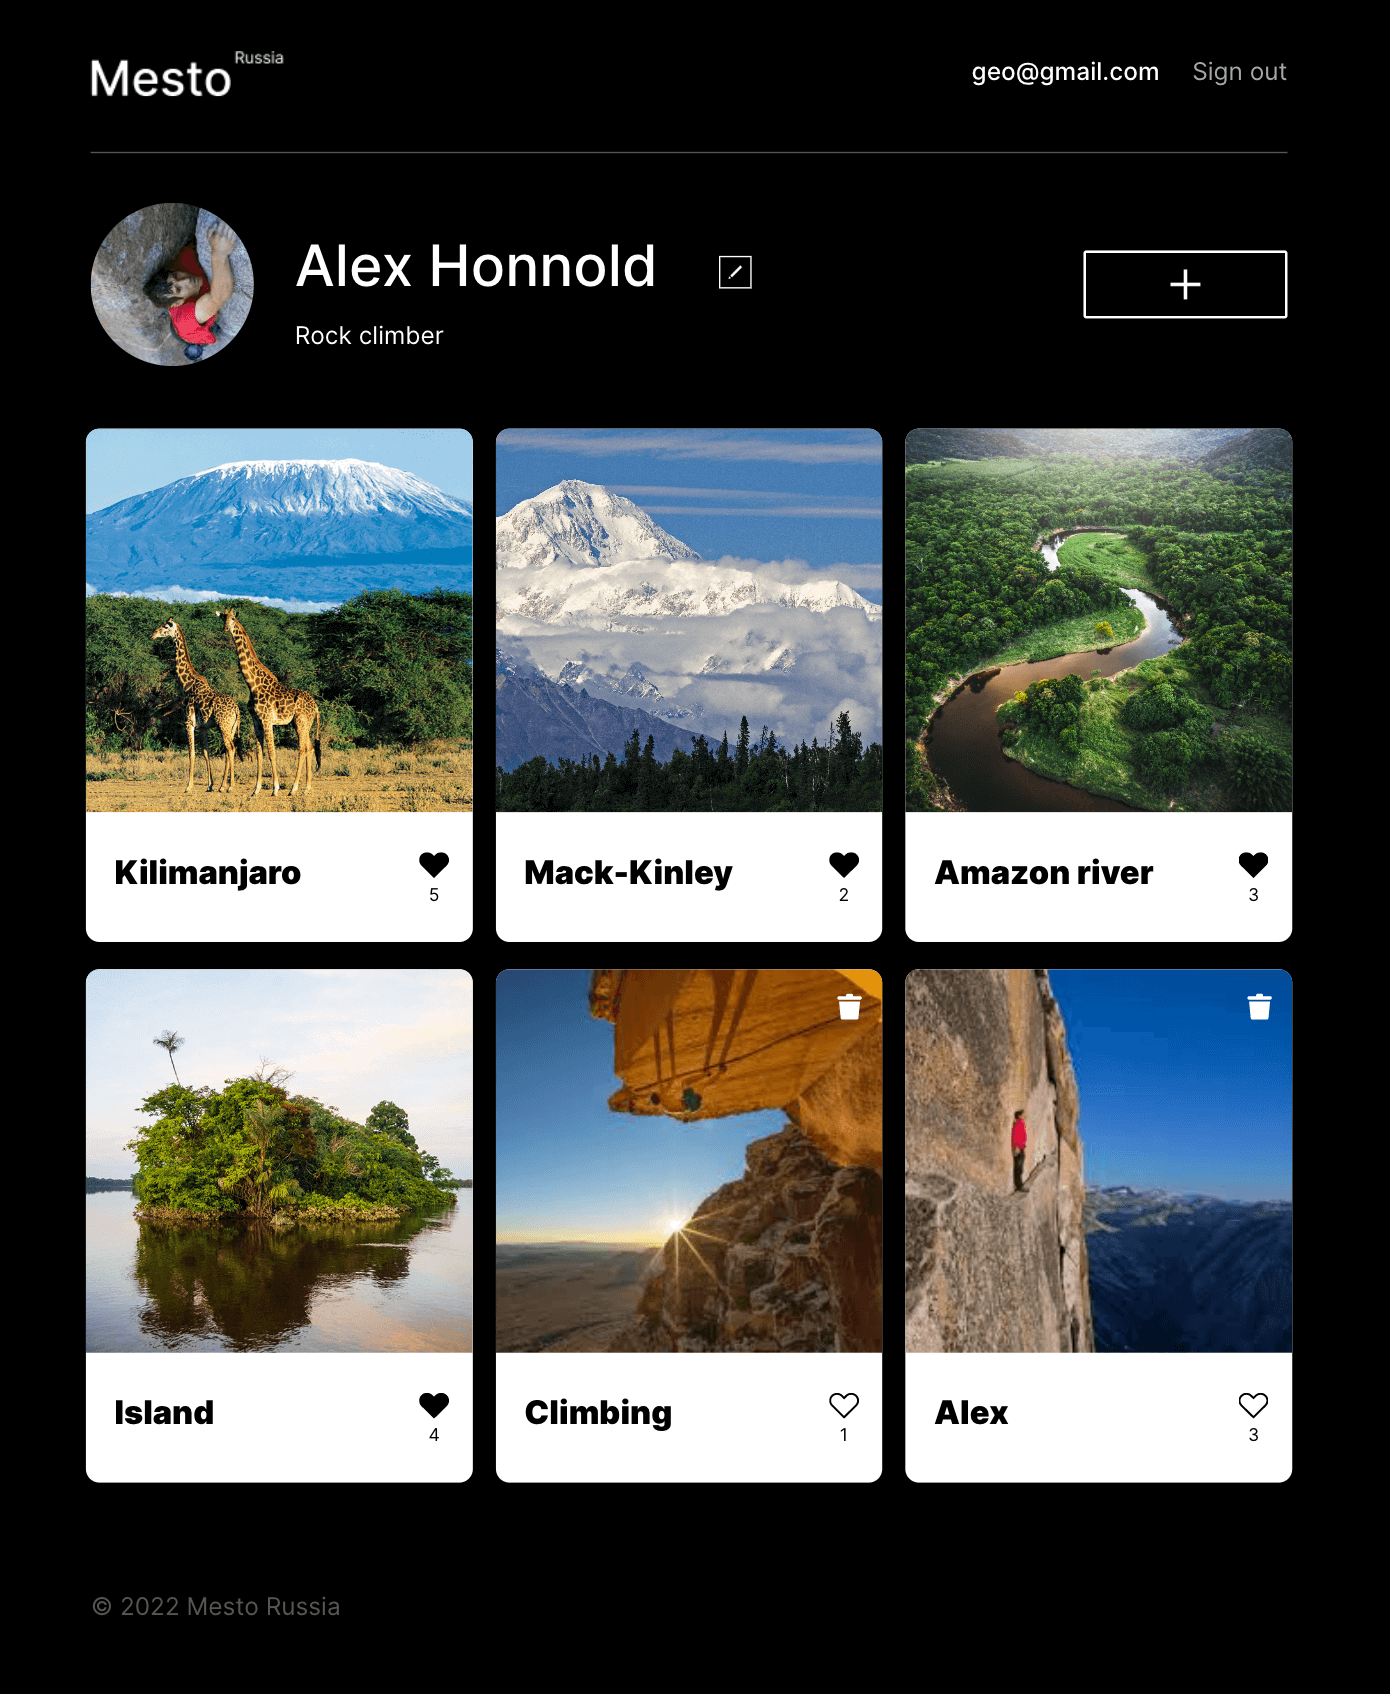 Mesto Russia
geo@gmail.com Sign out
Alex Honnold
Rock climber
Kilimanjaro
5
Mack-Kinley
2
Amazon river
3
Island
4
Climbing
1
Alex
3
© 2022 Mesto Russia